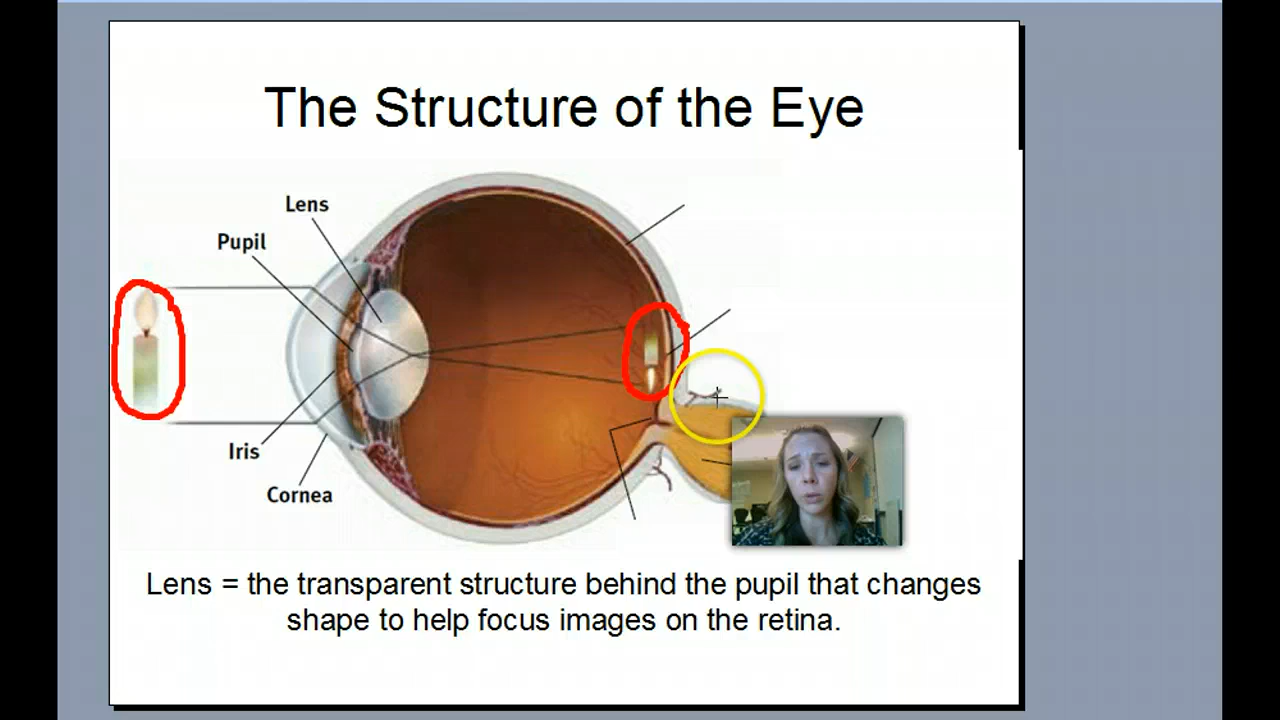 The Structure of the Eye
Lens
Pupil
Iris
Cornea
Lens = the transparent structure behind the pupil that changes
shape to help focus images on the retina.